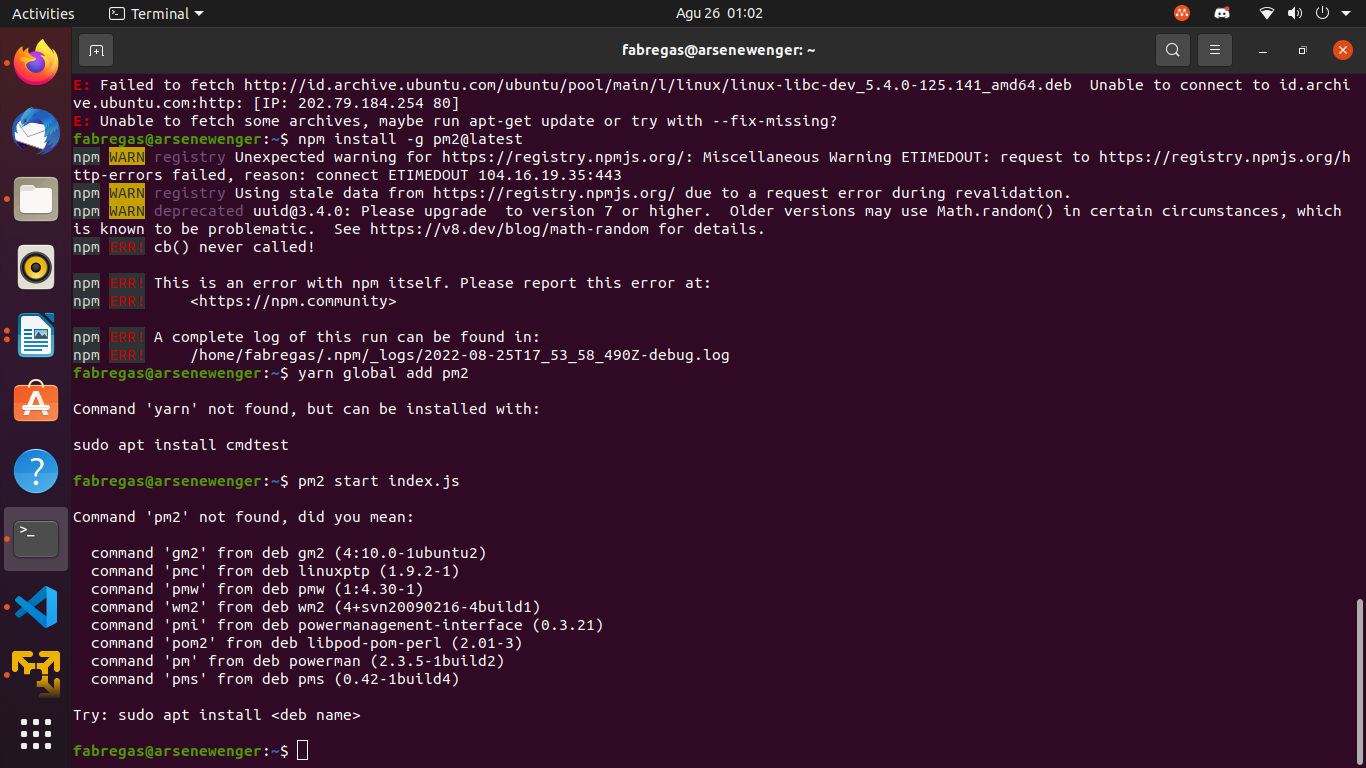 Activities
Terminal
Agu 26 01:02
fabregas@arsenewenger: ~
E: Failed to fetch http://id.archive.ubuntu.com/ubuntu/pool/main/l/linux/linux-libc-dev_5.4.0-125.141_amd64.deb  Unable to connect to id.archi
ve.ubuntu.com:http: [IP: 202.79.184.254 80]
E: Unable to fetch some archives, maybe run apt-get update or try with --fix-missing?
fabregas@arsenewenger:~$ npm install -g pm2@latest
npm WARN registry Unexpected warning for https://registry.npmjs.org/: Miscellaneous Warning ETIMEDOUT: request to https://registry.npmjs.org/h
ttp-errors failed, reason: connect ETIMEDOUT 104.16.19.35:443
npm WARN registry Using stale data from https://registry.npmjs.org/ due to a request error during revalidation.
npm WARN deprecated uuid@3.4.0: Please upgrade  to version 7 or higher.  Older versions may use Math.random() in certain circumstances, which
is known to be problematic.  See https://v8.dev/blog/math-random for details.
npm ERR! cb() never called!
npm ERR! This is an error with npm itself. Please report this error at:
npm ERR!     <https://npm.community>
npm ERR! A complete log of this run can be found in:
npm ERR!     /home/fabregas/.npm/_logs/2022-08-25T17_53_58_490Z-debug.log
fabregas@arsenewenger:~$ yarn global add pm2
Command 'yarn' not found, but can be installed with:
sudo apt install cmdtest
fabregas@arsenewenger:~$ pm2 start index.js
Command 'pm2' not found, did you mean:
command 'gm2' from deb gm2 (4:10.0-1ubuntu2)
command 'pmc' from deb linuxptp (1.9.2-1)
command 'pmw' from deb pmw (1:4.30-1)
command 'wm2' from deb wm2 (4+svn20090216-4build1)
command 'pmi' from deb powermanagement-interface (0.3.21)
command 'pom2' from deb libpod-pom-perl (2.01-3)
command 'pm' from deb powerman (2.3.5-1build2)
command 'pms' from deb pms (0.42-1build4)
Try: sudo apt install <deb name>
fabregas@arsenewenger:~$